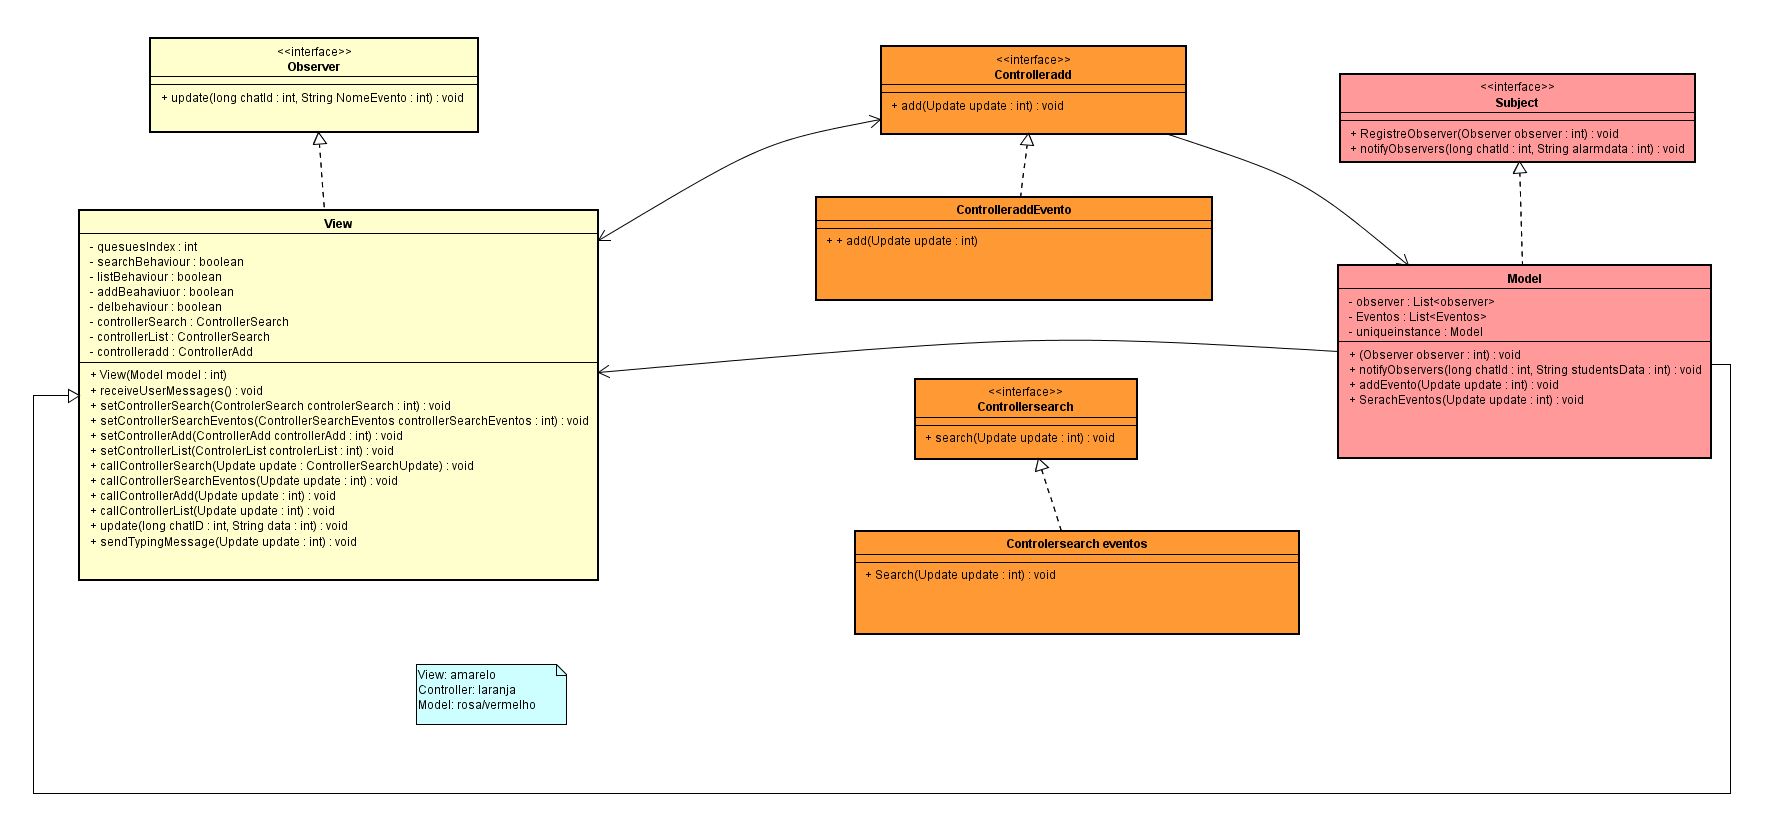 <<interface>>
Observer
+ update(long chatId : int, String NomeEvento : int) : void
View
- quesuesIndex : int
- searchBehaviour : boolean
- listBehaviour : boolean
- addBeahaviuor : boolean
- delbehaviour : boolean
- controllerSearch : ControllerSearch
- controllerList : ControllerSearch
- controlleradd : ControllerAdd
+ View(Model model : int)
+ receiveUserMessages() : void
+ setControllerSearch(ControlerSearch controlerSearch : int) : void
+ setControllerSearchEventos(ControllerSearchEventos controllerSearchEventos : int) : void
+ setControllerAdd(ControllerAdd controllerAdd : int) : void
+ setControllerList(ControlerList controlerList : int) : void
+ callControllerSearch(Update update : ControllerSearchUpdate) : void
+ callControllerSearchEventos(Update update : int) : void
+ callControllerAdd(Update update : int) : void
+ callControllerList(Update update : int) : void
+ update(long chatID : int, String data : int) : void
+ sendTypingMessage(Update update : int) : void
<<interface>>
Controlleradd
+ add(Update update : int) : void
ControlleraddEvento
+ + add(Update update : int)
<<interface>>
Controllersearch
+ search(Update update : int) : void
Controlersearch eventos
+ Search(Update update : int) : void
<<interface>>
Subject
+ RegistreObserver(Observer observer : int) : void
+ notifyObservers(long chatId : int, String alarmdata : int) : void
Model
- observer : List<observer>
- Eventos : List<Eventos>
- uniqueinstance : Model
+ (Observer observer : int) : void
+ notifyObservers(long chatId : int, String studentsData : int) : void
+ addEvento(Update update : int) : void
+ SerachEventos(Update update : int) : void
View: amarelo
Controller: laranja
Model: rosa/vermelho